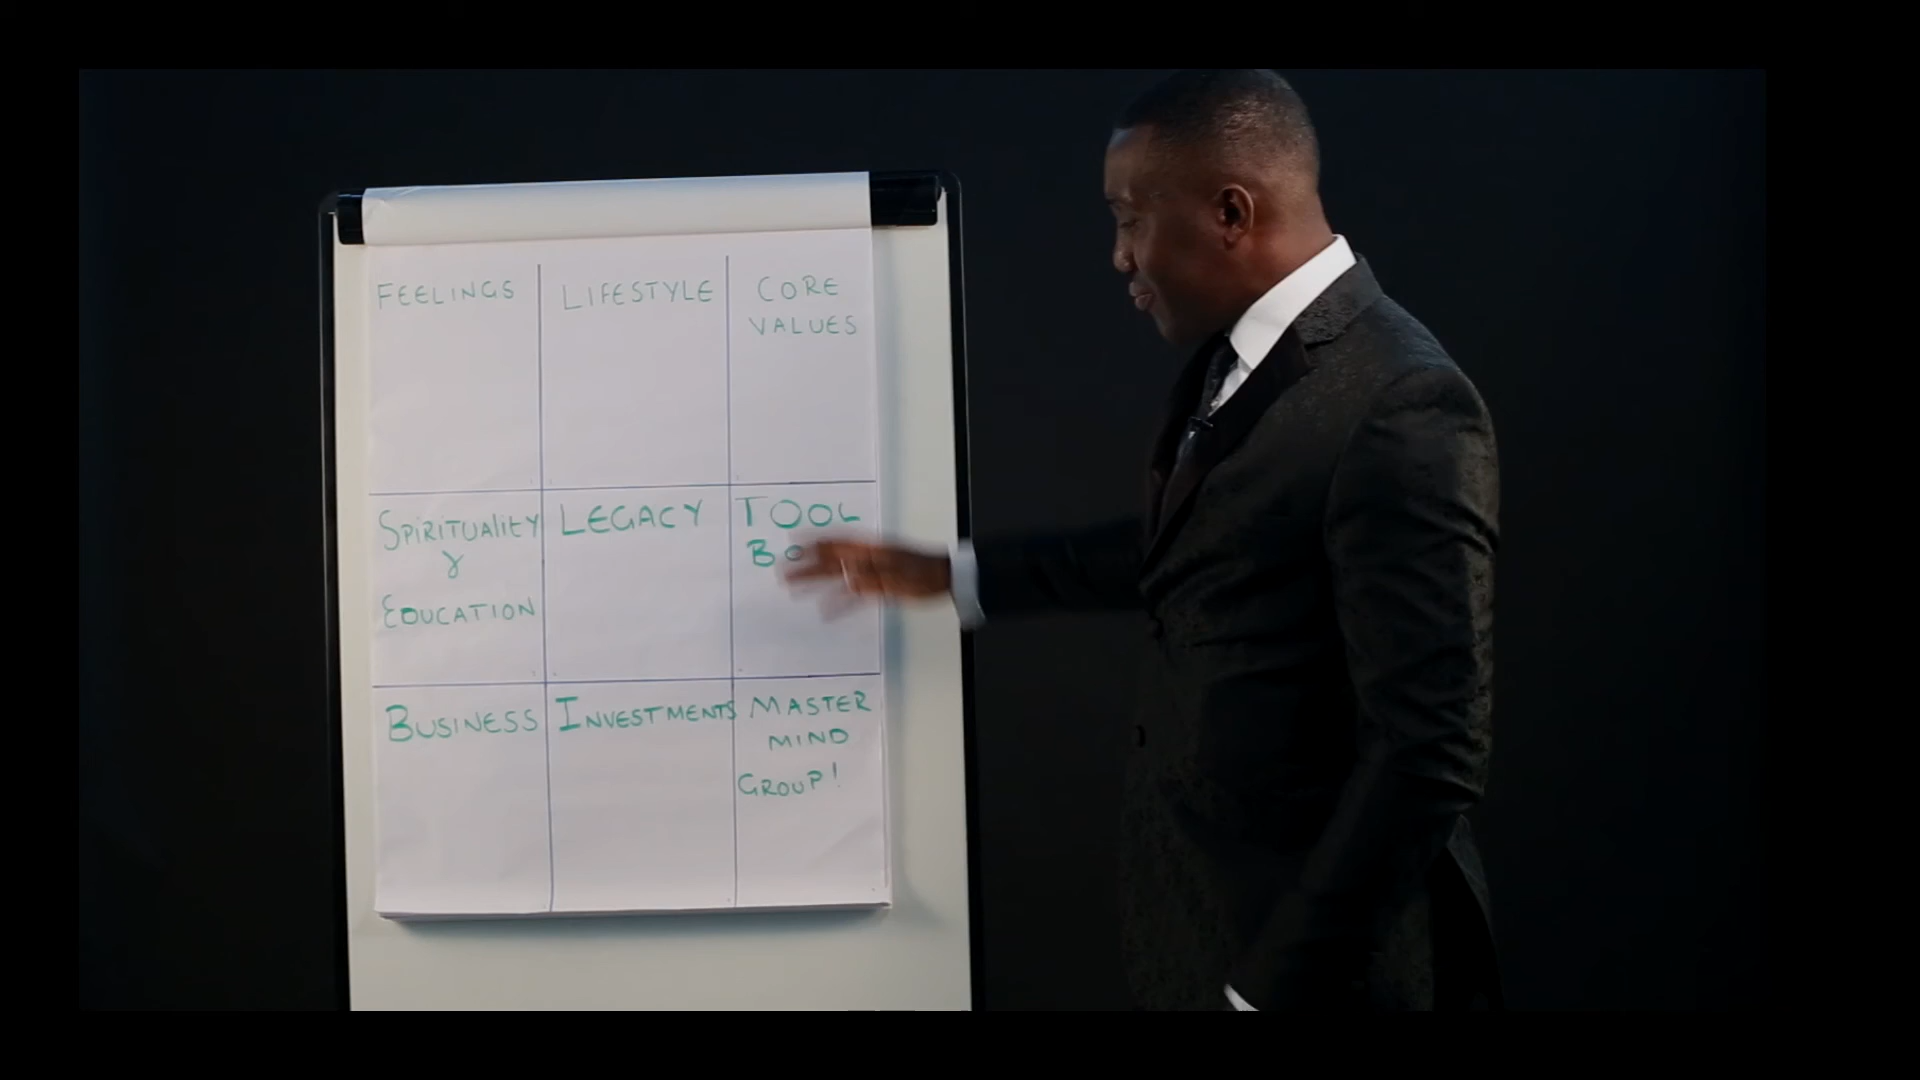 FEELINGS
LIFESTYLE
CORE
VALUES
SPIRITUALITY
&
EDUCATION
LEGACY
TOOL
BUSINESS
INVESTMENTS
MASTER
MIND
GROUP!